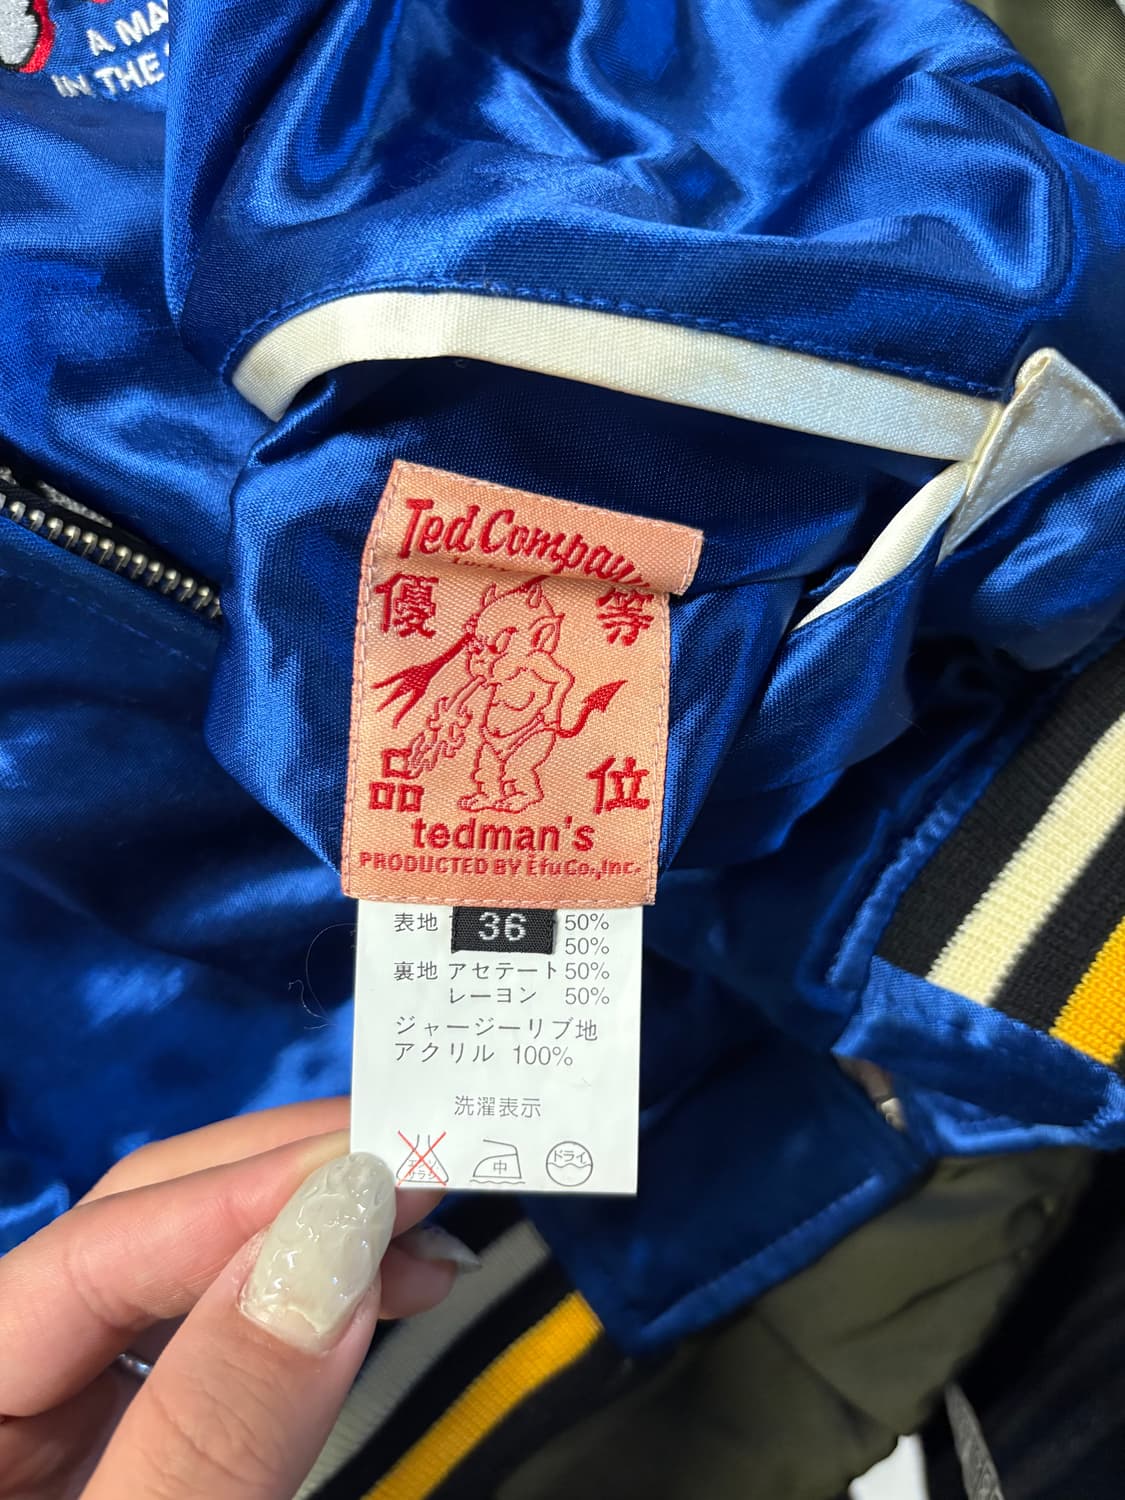 A MA
IN THE
Ted Company
優 等
品 位
tedman's
PRODUCTED BY Efu Co.,Inc.
36
表地 50%
50%
裏地 アセテート 50%
レーヨン 50%
ジャージーリブ地
アクリル 100%
洗濯表示
中 ドライ